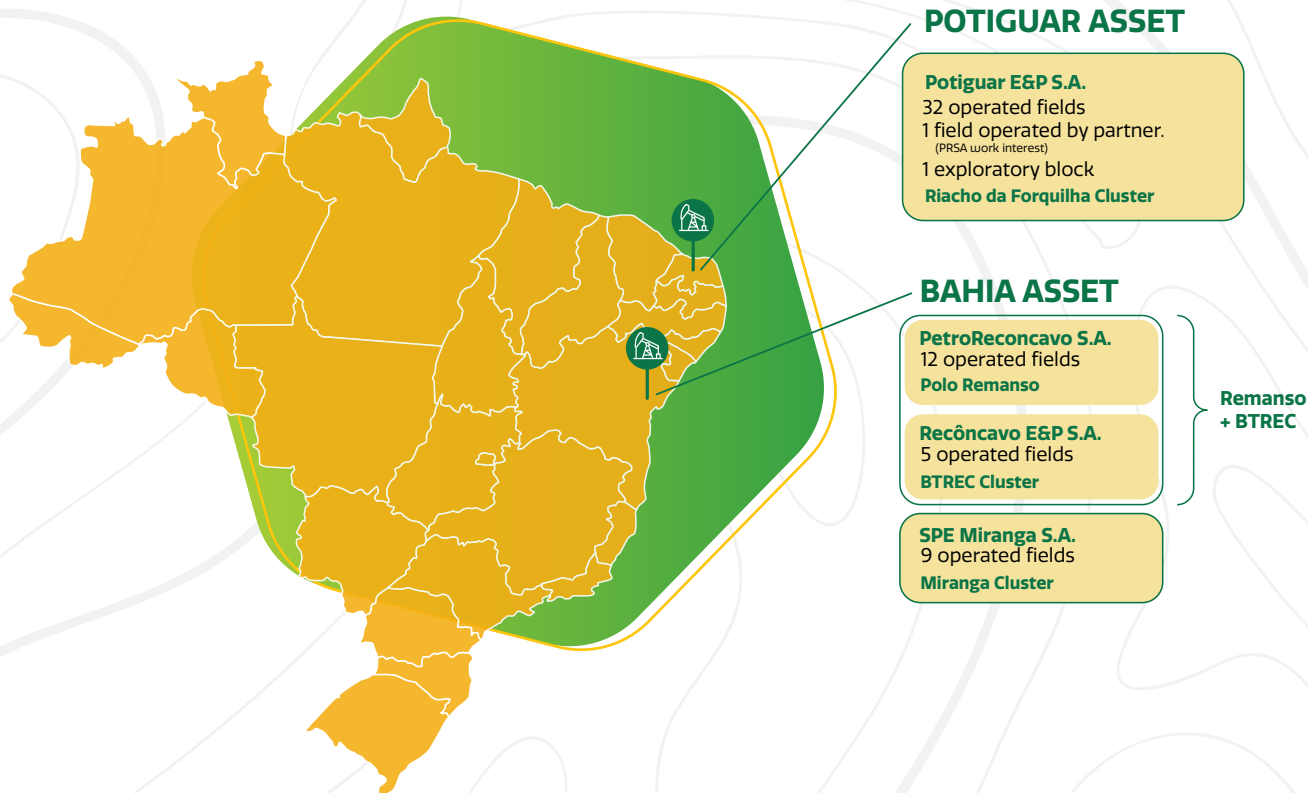 POTIGUAR ASSET
Potiguar E&P S.A.
32 operated fields
1 field operated by partner.
(PRSA work interest)
1 exploratory block
Riacho da Forquilha Cluster
BAHIA ASSET
PetroReconcavo S.A.
12 operated fields
Polo Remanso
Recôncavo E&P S.A.
5 operated fields
BTREC Cluster
Remanso
+ BTREC
SPE Miranga S.A.
9 operated fields
Miranga Cluster